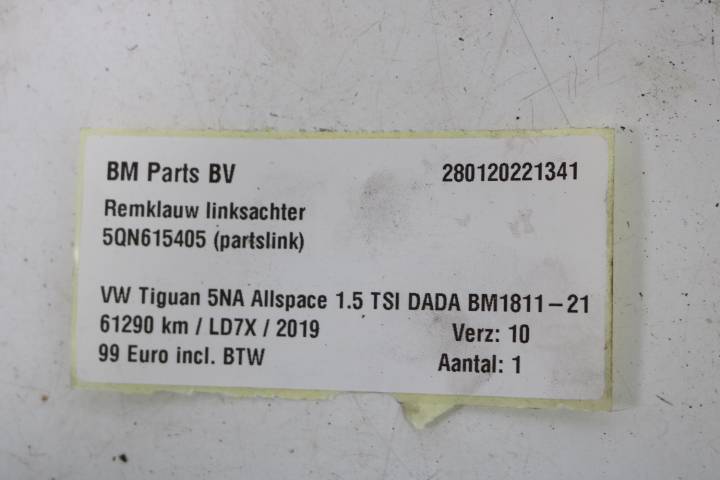 BM Parts BV 280120221341
Remklauw linksachter
5QN615405 (partslink)
VW Tiguan 5NA Allspace 1.5 TSI DADA BM1811-21
61290 km / LD7X / 2019 Verz: 10
99 Euro incl. BTW Aantal: 1